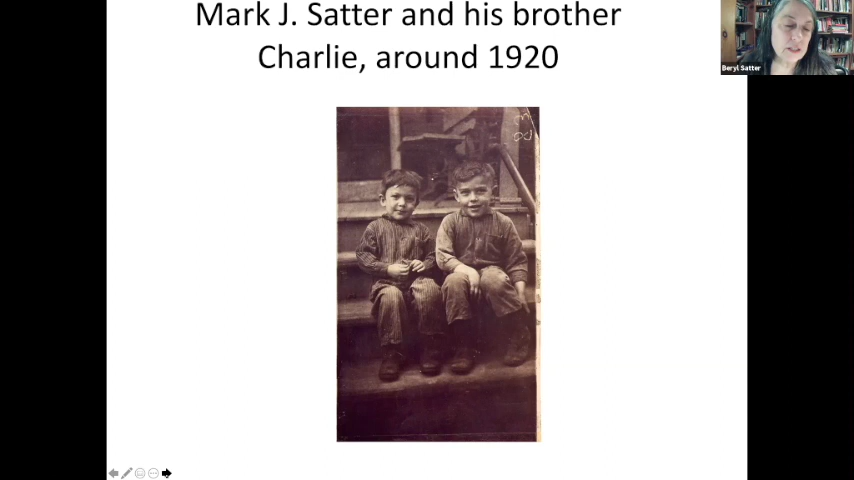 Mark J. Satter and his brother
Charlie, around 1920
Beryl Satter